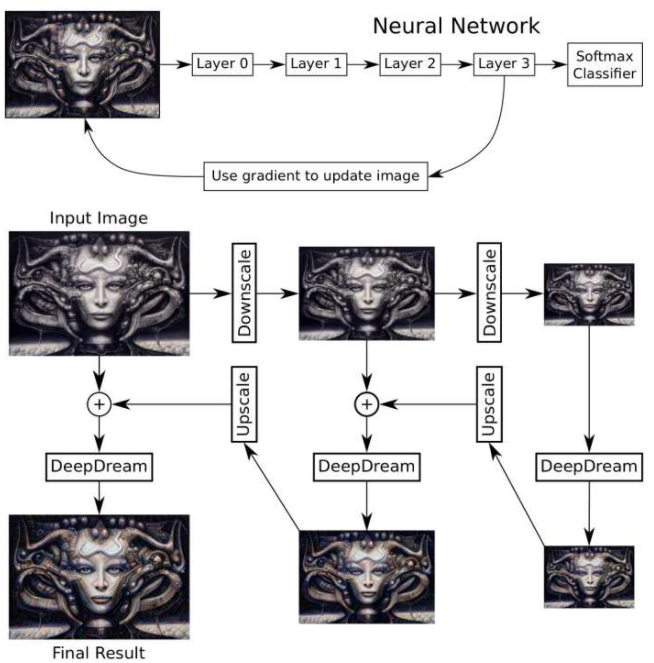 Neural Network
Layer 0
Layer 1
Layer 2
Layer 3
Softmax
Classifier
Use gradient to update image
Input Image
Downscale
Downscale
Upscale
Upscale
+
+
DeepDream
DeepDream
DeepDream
Final Result